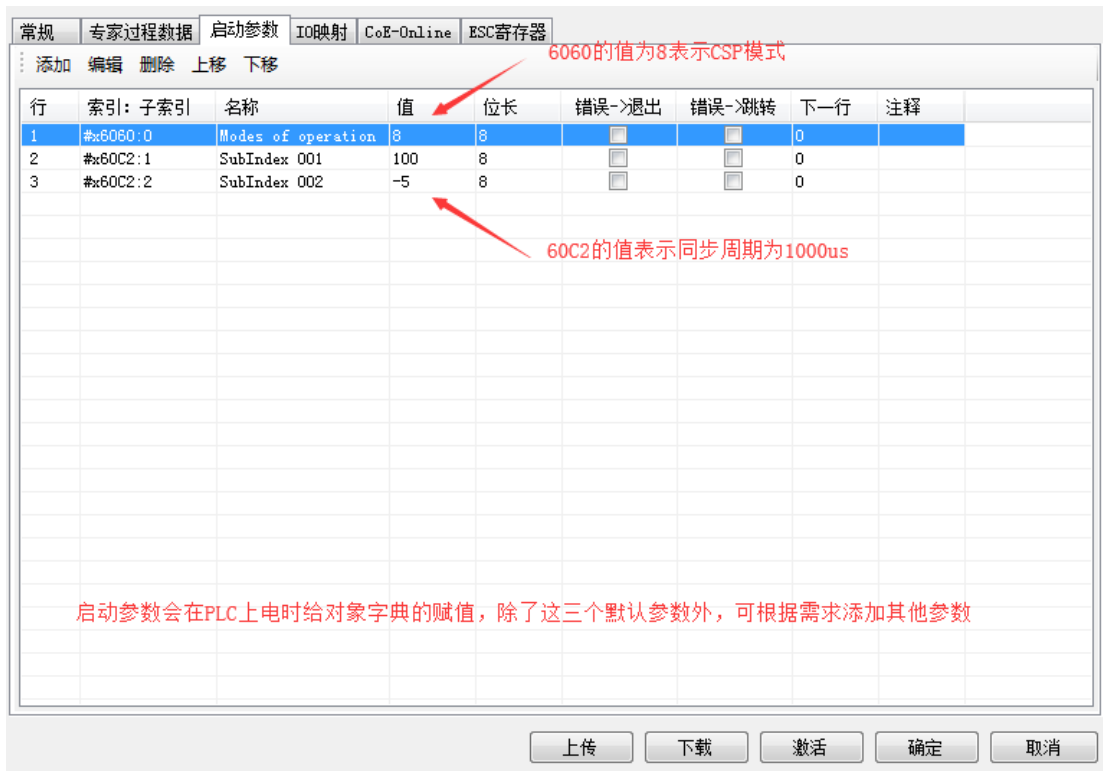 常规 专家过程数据 启动参数 IO映射 CoE-Online ESC寄存器
6060的值为8表示CSP模式
添加 编辑 删除 上移 下移
行 索引: 子索引 名称 值 位长 错误->退出 错误->跳转 下一行 注释
1 #x6060:0 Modes of operation 8 8 0
2 #x60C2:1 SubIndex 001 100 8 0
3 #x60C2:2 SubIndex 002 -5 8 0
60C2的值表示同步周期为1000us
启动参数会在PLC上电时给对象字典的赋值，除了这三个默认参数外，可根据需求添加其他参数
上传 下载 激活 确定 取消